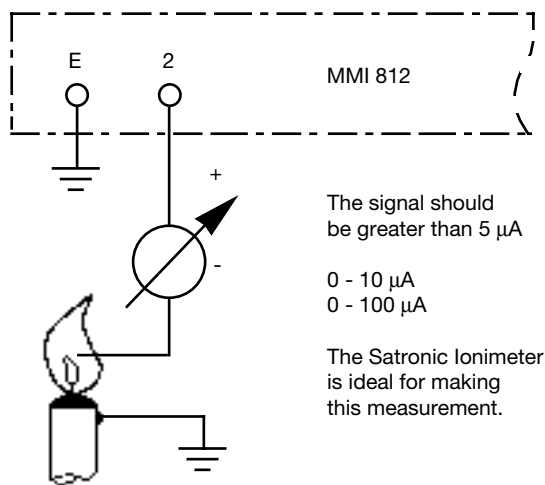 E
2
MMI 812
+
-
The signal should
be greater than 5 µA
0 - 10 µA
0 - 100 µA
The Satronic Ionimeter
is ideal for making
this measurement.